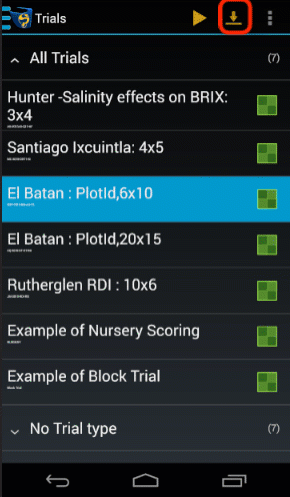 Trials
All Trials (7)
Hunter -Salinity effects on BRIX:
3x4
Santiago Ixcuintla: 4x5
El Batan : PlotId,6x10
El Batan : PlotId,20x15
Rutherglen RDI : 10x6
Example of Nursery Scoring
Example of Block Trial
No Trial type (7)